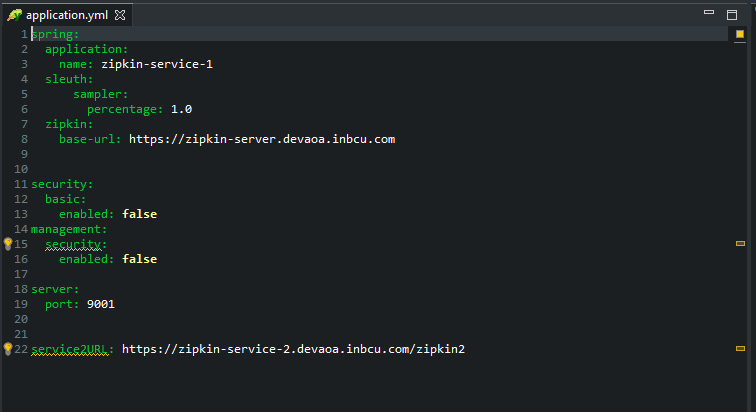 application.yml
1 spring:
2 application:
3 name: zipkin-service-1
4 sleuth:
5 sampler:
6 percentage: 1.0
7 zipkin:
8 base-url: https://zipkin-server.devaoa.inbcu.com
9
10
11 security:
12 basic:
13 enabled: false
14 management:
15 security:
16 enabled: false
17
18 server:
19 port: 9001
20
21
22 service2URL: https://zipkin-service-2.devaoa.inbcu.com/zipkin2